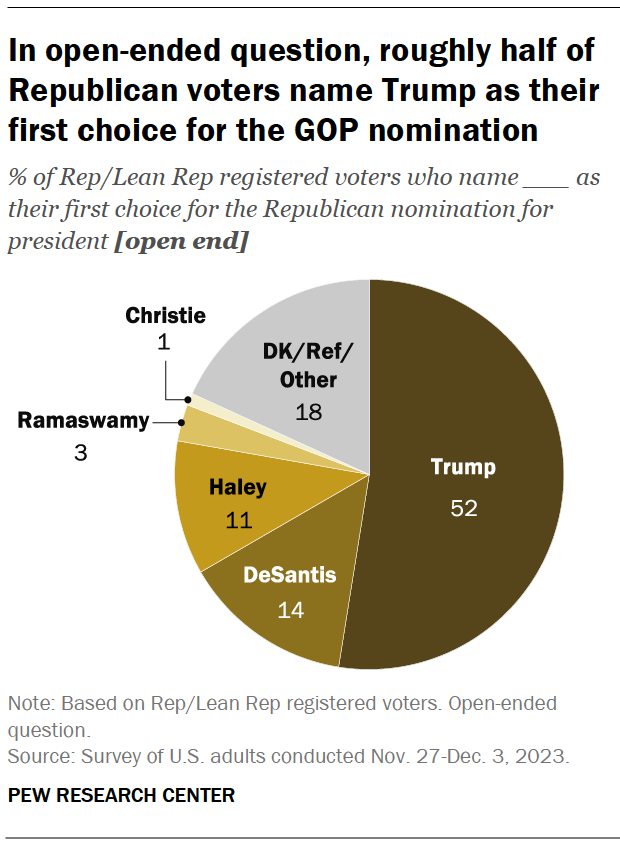 In open-ended question, roughly half of
Republican voters name Trump as their
first choice for the GOP nomination
% of Rep/Lean Rep registered voters who name ___ as
their first choice for the Republican nomination for
president [open end]
Christie
1
DK/Ref/
Other
18
Ramaswamy
3
Trump
52
Haley
11
DeSantis
14
Note: Based on Rep/Lean Rep registered voters. Open-ended
question.
Source: Survey of U.S. adults conducted Nov. 27-Dec. 3, 2023.
PEW RESEARCH CENTER